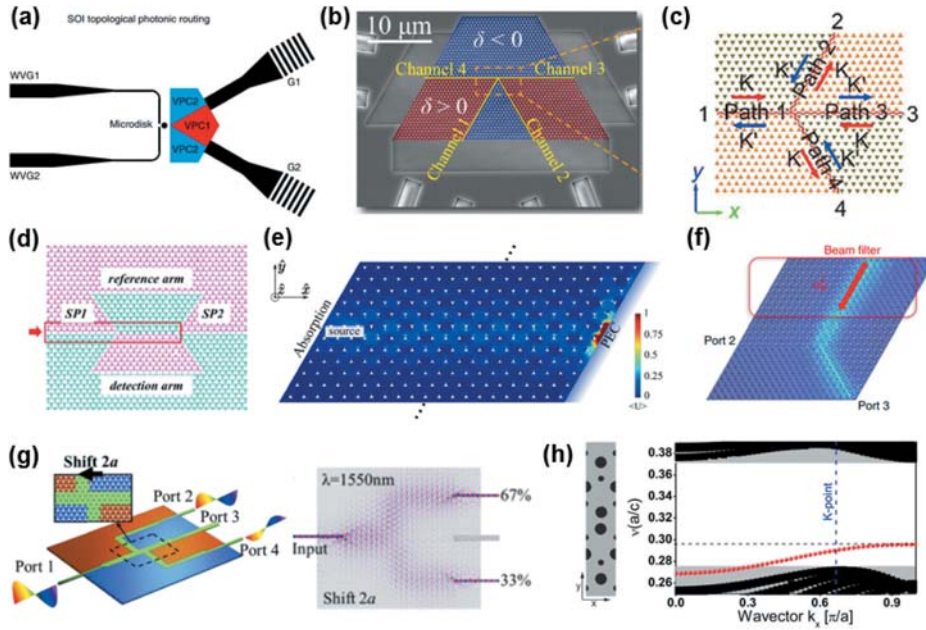 (a)
SOI topological photonic routing
WVG1
WVG2
Microdisk
VPC2
VPC1
VPC2
G1
G2
(b)
10 μm
δ < 0
Channel 4
Channel 3
δ > 0
Channel 1
Channel 2
(c)
2
K
K'
Path 2
K
K'
1
Path 1
Path 3
3
K'
K
K
K'
Path 4
4
y
x
(d)
reference arm
SP1
SP2
detection arm
(e)
ŷ
Absorption
source
PEC
1
0.75
0.5
0.25
0
<U>
(f)
Beam filter
Port 2
Port 3
(g)
Shift 2a
Port 2
Port 3
Port 4
Port 1
λ=1550nm
Input
67%
33%
Shift 2a
(h)
y
x
ν(a/c)
0.38
0.36
0.34
0.32
0.30
0.28
0.26
K-point
0.0
0.2
0.4
0.6
0.8
Wavector kx [π/a]